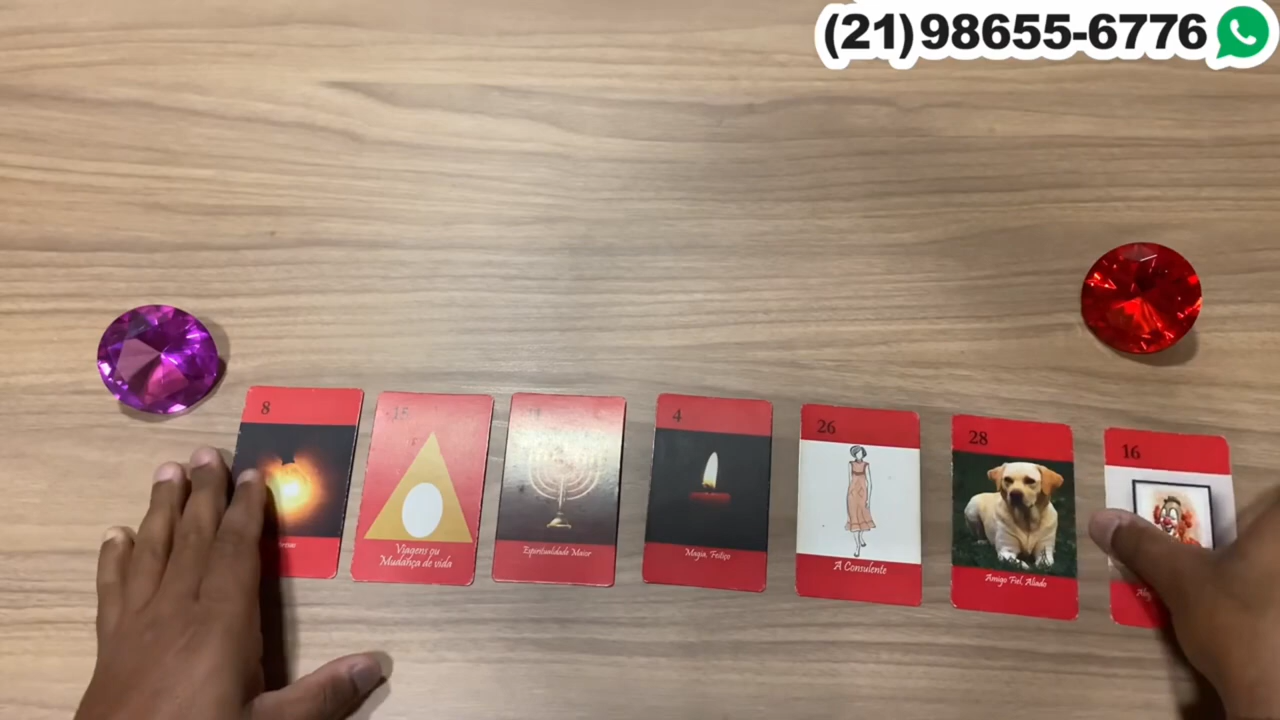 (21)98655-6776
8
15
Viagens ou
Mudança de vida
Espiritualidade Maior
4
Magia, Feitiço
26
A Consulente
28
Amigo Fiel, Aliado
16